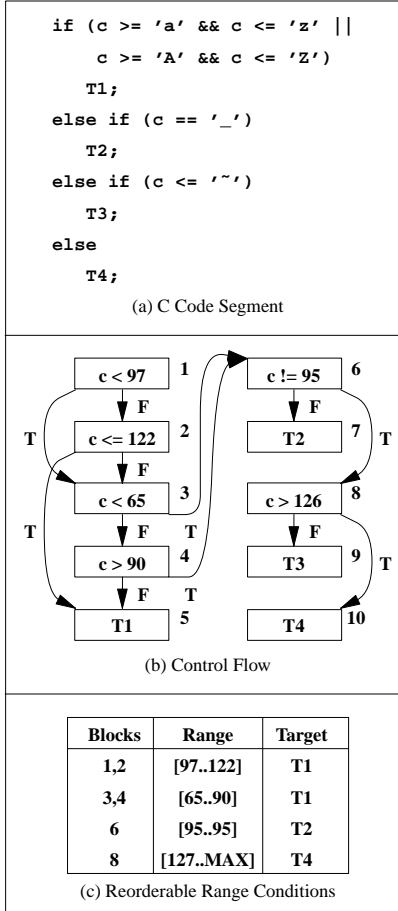 if (c >= 'a' && c <= 'z' ||
c >= 'A' && c <= 'Z')
T1;
else if (c == '_')
T2;
else if (c <= '~')
T3;
else
T4;
(a) C Code Segment
c < 97 1
F
T
c <= 122 2
F
c < 65 3
T
F
T
c > 90 4
F
T
T1 5
c != 95 6
F
T2 7
T
c > 126 8
F
T3 9
T
T4 10
(b) Control Flow
Blocks Range Target
1,2 [97..122] T1
3,4 [65..90] T1
6 [95..95] T2
8 [127..MAX] T4
(c) Reorderable Range Conditions